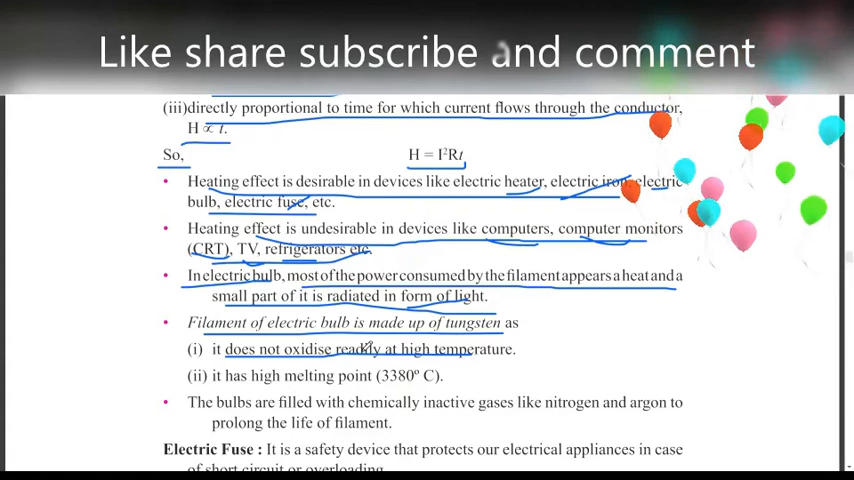 Like share subscribe and comment
(iii)directly proportional to time for which current flows through the conductor,
H ∝ t.
So, H = I²Rt
• Heating effect is desirable in devices like electric heater, electric iron, electric
bulb, electric fuse, etc.
• Heating effect is undesirable in devices like computers, computer monitors
(CRT), TV, refrigerators etc.
• In electric bulb, most of the power consumed by the filament appears a heat and a
small part of it is radiated in form of light.
• Filament of electric bulb is made up of tungsten as
(i) it does not oxidise readily at high temperature.
(ii) it has high melting point (3380º C).
• The bulbs are filled with chemically inactive gases like nitrogen and argon to
prolong the life of filament.
Electric Fuse : It is a safety device that protects our electrical appliances in case
of short circuit or overloading.